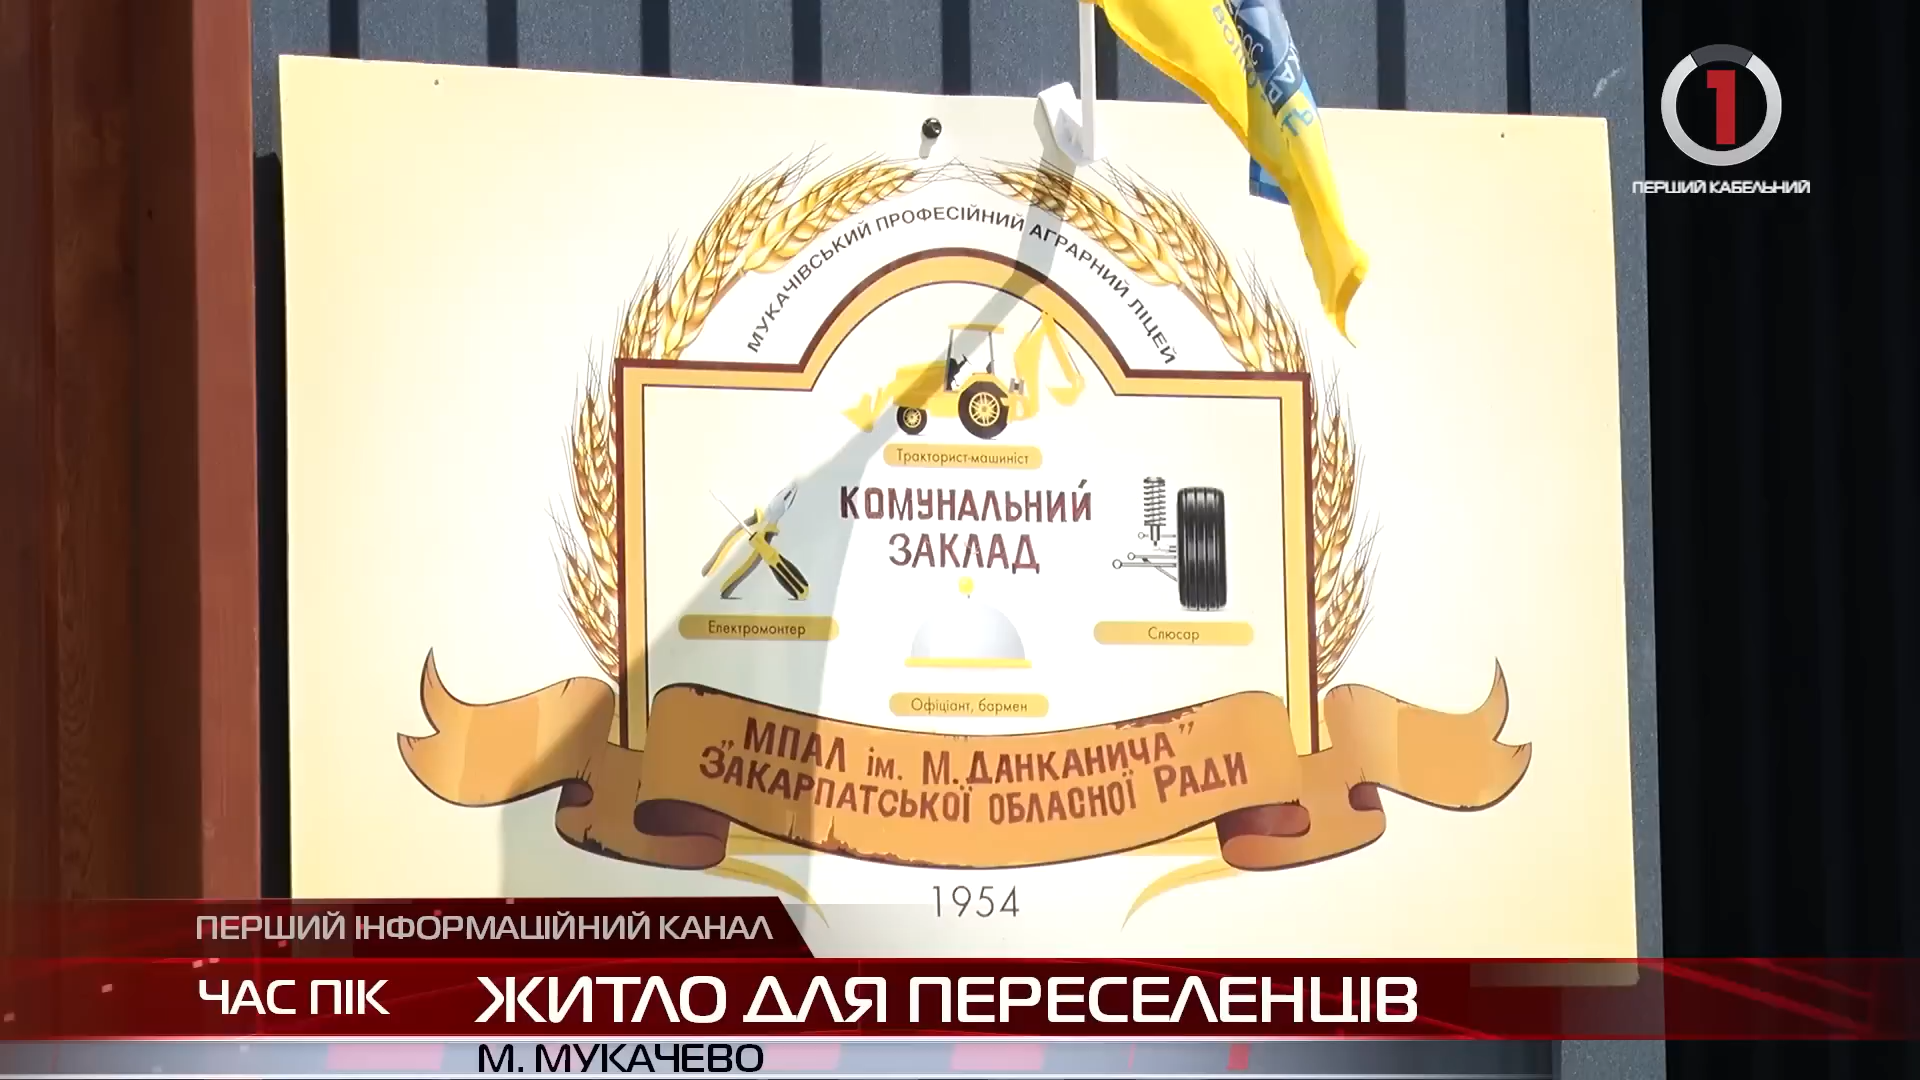 1
ПЕРШИЙ КАБЕЛЬНИЙ
МУКАЧІВСЬКИЙ ПРОФЕСІЙНИЙ АГРАРНИЙ ЛІЦЕЙ
Тракторист-машиніст
КОМУНАЛЬНИЙ
ЗАКЛАД
Електромонтер
Слюсар
Офіціант, бармен
„МПАЛ ім. М. ДАНКАНИЧА”
ЗАКАРПАТСЬКОЇ ОБЛАСНОЇ РАДИ
1954
ПЕРШИЙ ІНФОРМАЦІЙНИЙ КАНАЛ
ЧАС ПІК
ЖИТЛО ДЛЯ ПЕРЕСЕЛЕНЦІВ
М. МУКАЧЕВО